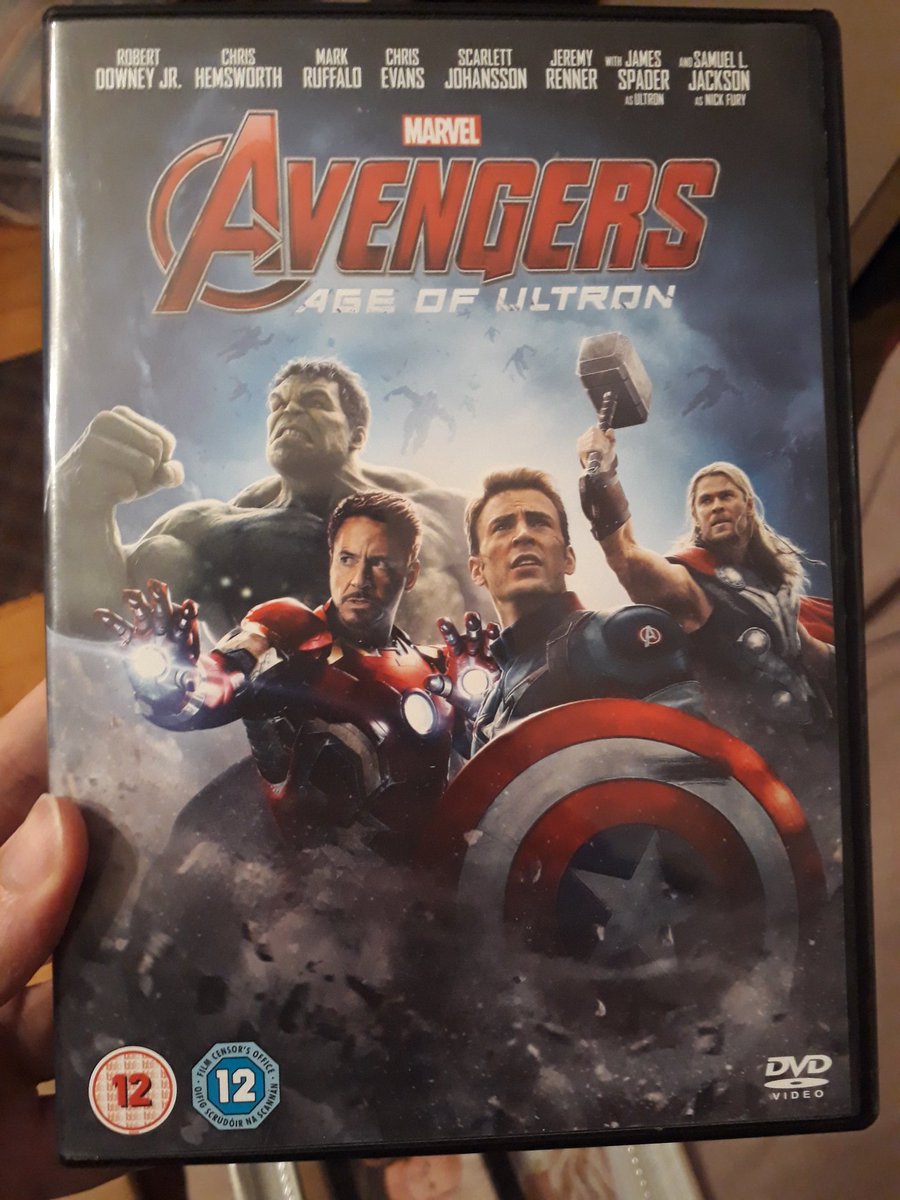 ROBERT DOWNEY JR.
CHRIS HEMSWORTH
MARK RUFFALO
CHRIS EVANS
SCARLETT JOHANSSON
JEREMY RENNER
WITH JAMES SPADER AS ULTRON
AND SAMUEL L. JACKSON AS NICK FURY
MARVEL
AVENGERS
AGE OF ULTRON
A
12
FILM CENSOR'S OFFICE
12
OIFIG SCRÚDÓIR NA SCANNÁN
DVD
VIDEO